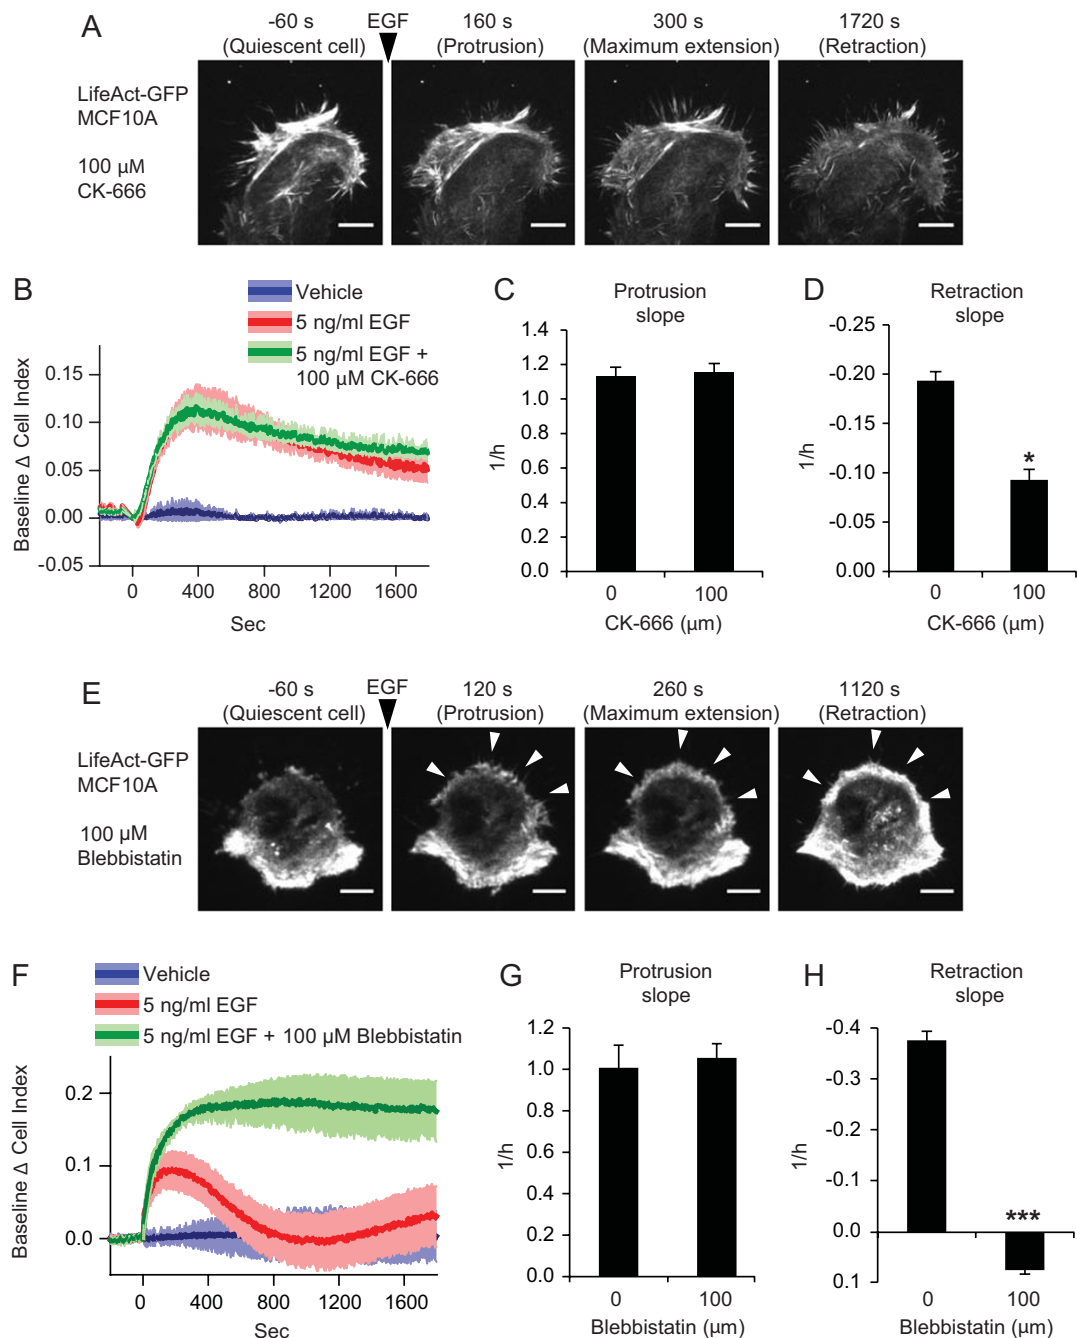 A
-60 s
(Quiescent cell)
EGF
160 s
(Protrusion)
300 s
(Maximum extension)
1720 s
(Retraction)
LifeAct-GFP
MCF10A
100 µM
CK-666
B
Vehicle
5 ng/ml EGF
5 ng/ml EGF +
100 µM CK-666
Baseline Δ Cell Index
0.15
0.10
0.05
0.00
-0.05
0 400 800 1200 1600
Sec
C
Protrusion
slope
1/h
1.4
1.2
1.0
0.8
0.6
0.4
0.2
0.0
0 100
CK-666 (µm)
D
Retraction
slope
1/h
-0.25
-0.20
-0.15
-0.10
-0.05
0.00
*
0 100
CK-666 (µm)
E
-60 s
(Quiescent cell)
EGF
120 s
(Protrusion)
260 s
(Maximum extension)
1120 s
(Retraction)
LifeAct-GFP
MCF10A
100 µM
Blebbistatin
F
Vehicle
5 ng/ml EGF
5 ng/ml EGF + 100 µM Blebbistatin
Baseline Δ Cell Index
0.2
0.1
0.0
0 400 800 1200 1600
Sec
G
Protrusion
slope
1/h
1.2
1.0
0.8
0.6
0.4
0.2
0.0
0 100
Blebbistatin (µm)
H
Retraction
slope
1/h
-0.4
-0.3
-0.2
-0.1
0.0
0.1
***
0 100
Blebbistatin (µm)